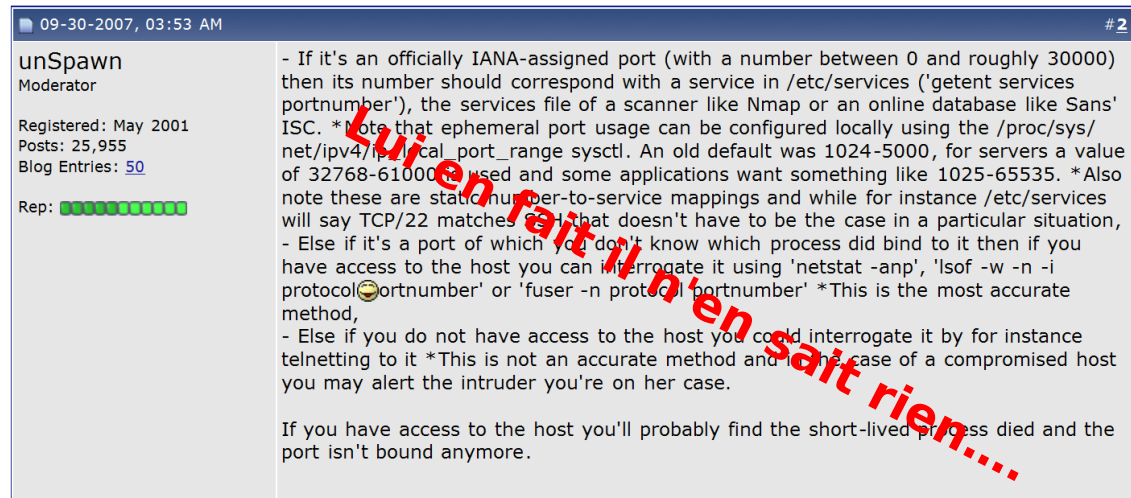 09-30-2007, 03:53 AM
#2
unSpawn
Moderator
Registered: May 2001
Posts: 25,955
Blog Entries: 50
Rep:
- If it's an officially IANA-assigned port (with a number between 0 and roughly 30000)
then its number should correspond with a service in /etc/services ('getent services
portnumber'), the services file of a scanner like Nmap or an online database like Sans'
ISC. *Note that ephemeral port usage can be configured locally using the /proc/sys/
net/ipv4/ip_local_port_range sysctl. An old default was 1024-5000, for servers a value
of 32768-61000 is used and some applications want something like 1025-65535. *Also
note these are static number-to-service mappings and while for instance /etc/services
will say TCP/22 matches SSH that doesn't have to be the case in a particular situation,
- Else if it's a port of which you don't know which process did bind to it then if you
have access to the host you can interrogate it using 'netstat -anp', 'lsof -w -n -i
protocol ortnumber' or 'fuser -n protocol portnumber' *This is the most accurate
method,
- Else if you do not have access to the host you could interrogate it by for instance
telnetting to it *This is not an accurate method and in the case of a compromised host
you may alert the intruder you're on her case.
If you have access to the host you'll probably find the short-lived process died and the
port isn't bound anymore.
Lui en fait il n'en sait rien....